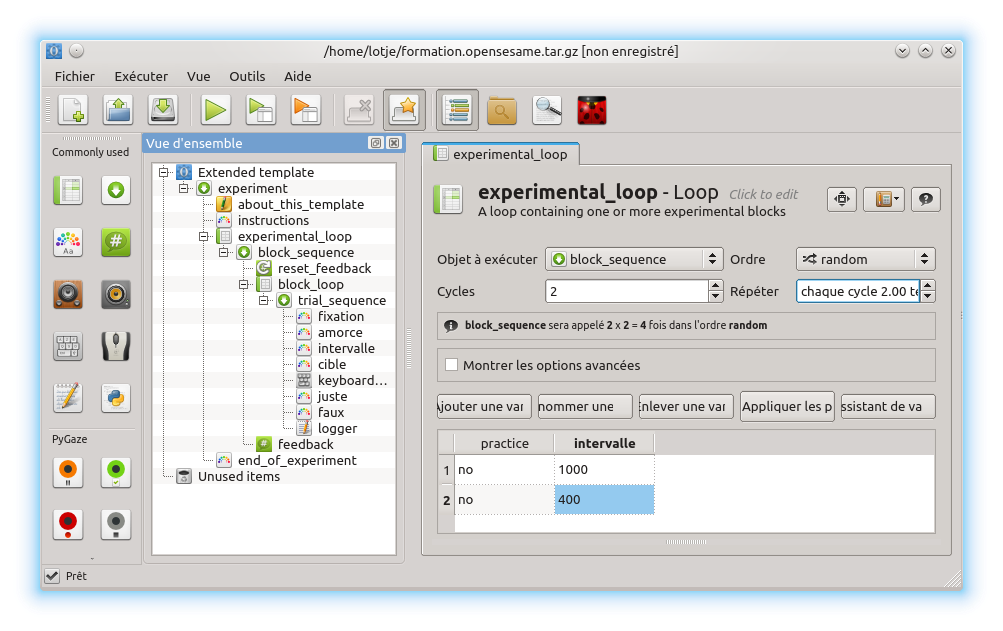 /home/lotje/formation.opensesame.tar.gz [non enregistré]
Fichier Exécuter Vue Outils Aide
Commonly used
Aa
PyGaze
Vue d'ensemble
Extended template
experiment
about_this_template
instructions
experimental_loop
block_sequence
reset_feedback
block_loop
trial_sequence
fixation
amorce
intervalle
cible
keyboard...
juste
faux
logger
feedback
end_of_experiment
Unused items
experimental_loop
experimental_loop - Loop Click to edit
A loop containing one or more experimental blocks
Objet à exécuter block_sequence Ordre random
Cycles 2 Répéter chaque cycle 2.00 te
block_sequence sera appelé 2 x 2 = 4 fois dans l'ordre random
Montrer les options avancées
Ajouter une var nommer une Enlever une var Appliquer les p ssistant de va
practice intervalle
1 no 1000
2 no 400
Prêt